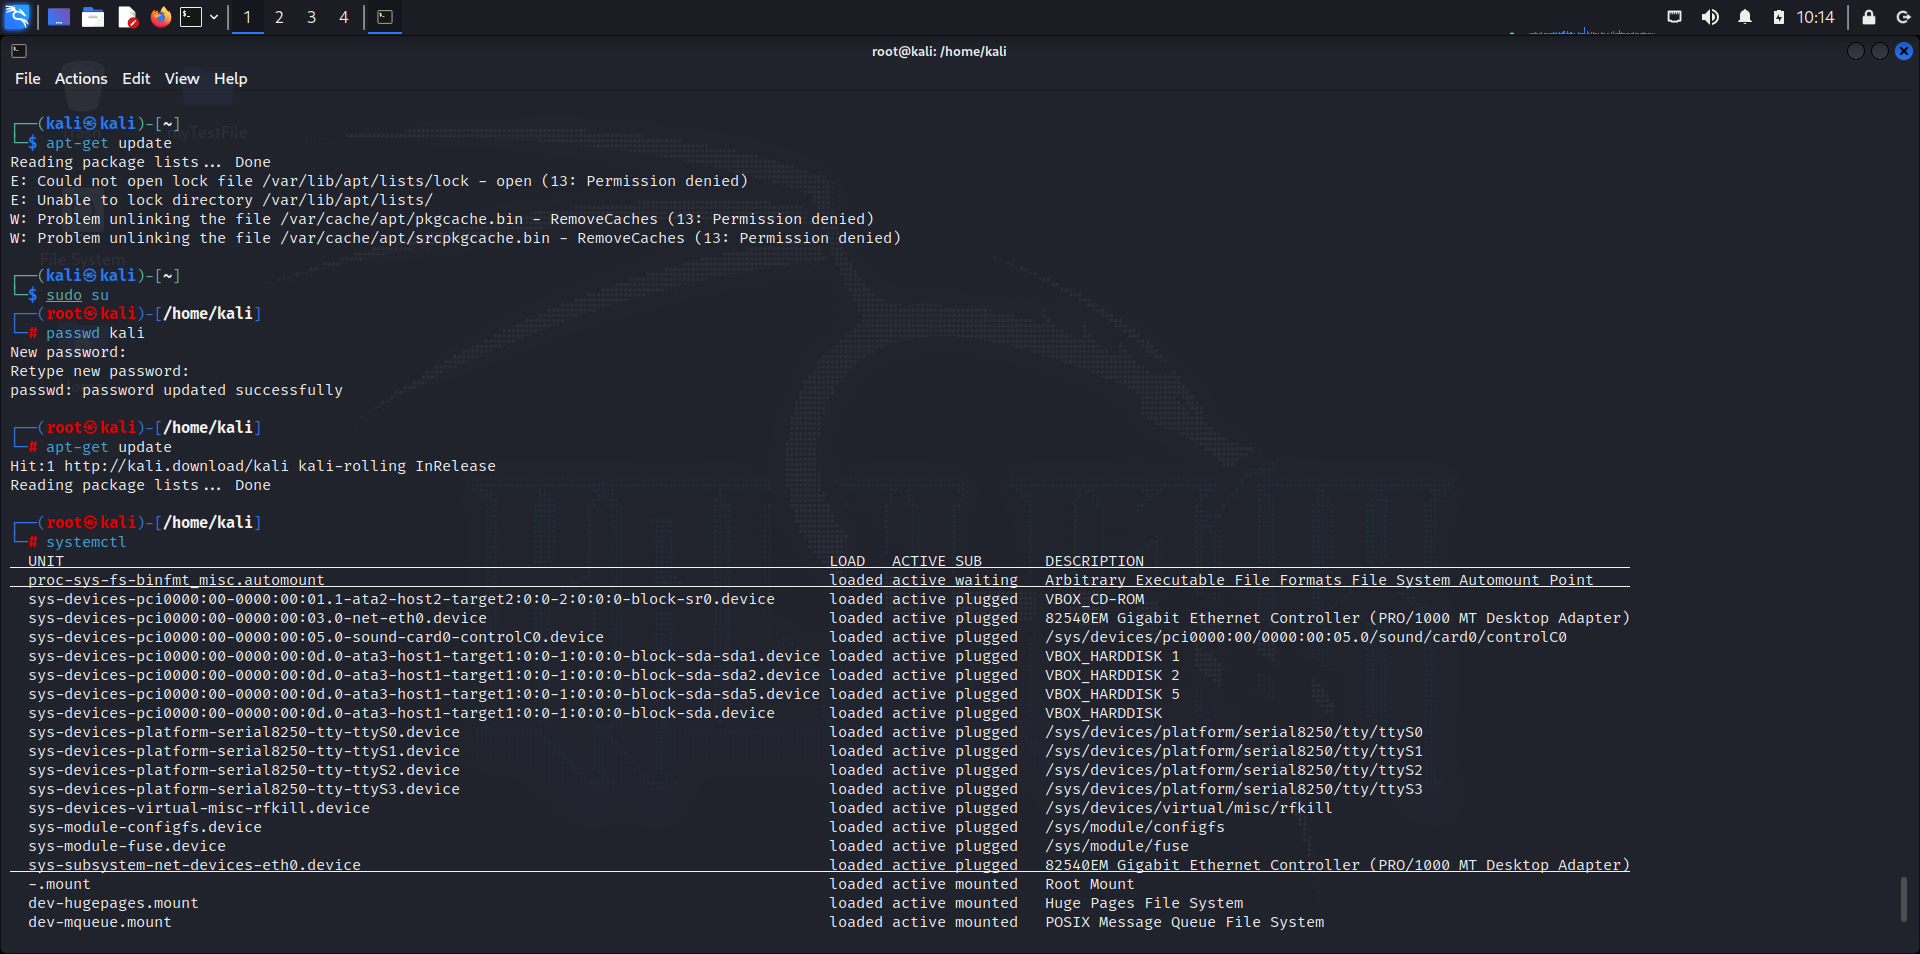 1 2 3 4 10:14
root@kali: /home/kali
File Actions Edit View Help
myTestFile
┌──(kali㉿kali)-[~]
└─$ apt-get update
Reading package lists... Done
E: Could not open lock file /var/lib/apt/lists/lock - open (13: Permission denied)
E: Unable to lock directory /var/lib/apt/lists/
W: Problem unlinking the file /var/cache/apt/pkgcache.bin - RemoveCaches (13: Permission denied)
W: Problem unlinking the file /var/cache/apt/srcpkgcache.bin - RemoveCaches (13: Permission denied)
File System
┌──(kali㉿kali)-[~]
└─$ sudo su
┌──(root㉿kali)-[/home/kali]
└─# passwd kali
New password:
Retype new password:
passwd: password updated successfully
┌──(root㉿kali)-[/home/kali]
└─# apt-get update
Hit:1 http://kali.download/kali kali-rolling InRelease
Reading package lists... Done
┌──(root㉿kali)-[/home/kali]
└─# systemctl
UNIT LOAD ACTIVE SUB DESCRIPTION
proc-sys-fs-binfmt_misc.automount loaded active waiting Arbitrary Executable File Formats File System Automount Point
sys-devices-pci0000:00-0000:00:01.1-ata2-host2-target2:0:0-2:0:0:0-block-sr0.device loaded active plugged VBOX_CD-ROM
sys-devices-pci0000:00-0000:00:03.0-net-eth0.device loaded active plugged 82540EM Gigabit Ethernet Controller (PRO/1000 MT Desktop Adapter)
sys-devices-pci0000:00-0000:00:05.0-sound-card0-controlC0.device loaded active plugged /sys/devices/pci0000:00/0000:00:05.0/sound/card0/controlC0
sys-devices-pci0000:00-0000:00:0d.0-ata3-host1-target1:0:0-1:0:0:0-block-sda-sda1.device loaded active plugged VBOX_HARDDISK 1
sys-devices-pci0000:00-0000:00:0d.0-ata3-host1-target1:0:0-1:0:0:0-block-sda-sda2.device loaded active plugged VBOX_HARDDISK 2
sys-devices-pci0000:00-0000:00:0d.0-ata3-host1-target1:0:0-1:0:0:0-block-sda-sda5.device loaded active plugged VBOX_HARDDISK 5
sys-devices-pci0000:00-0000:00:0d.0-ata3-host1-target1:0:0-1:0:0:0-block-sda.device loaded active plugged VBOX_HARDDISK
sys-devices-platform-serial8250-tty-ttyS0.device loaded active plugged /sys/devices/platform/serial8250/tty/ttyS0
sys-devices-platform-serial8250-tty-ttyS1.device loaded active plugged /sys/devices/platform/serial8250/tty/ttyS1
sys-devices-platform-serial8250-tty-ttyS2.device loaded active plugged /sys/devices/platform/serial8250/tty/ttyS2
sys-devices-platform-serial8250-tty-ttyS3.device loaded active plugged /sys/devices/platform/serial8250/tty/ttyS3
sys-devices-virtual-misc-rfkill.device loaded active plugged /sys/devices/virtual/misc/rfkill
sys-module-configfs.device loaded active plugged /sys/module/configfs
sys-module-fuse.device loaded active plugged /sys/module/fuse
sys-subsystem-net-devices-eth0.device loaded active plugged 82540EM Gigabit Ethernet Controller (PRO/1000 MT Desktop Adapter)
-.mount loaded active mounted Root Mount
dev-hugepages.mount loaded active mounted Huge Pages File System
dev-mqueue.mount loaded active mounted POSIX Message Queue File System